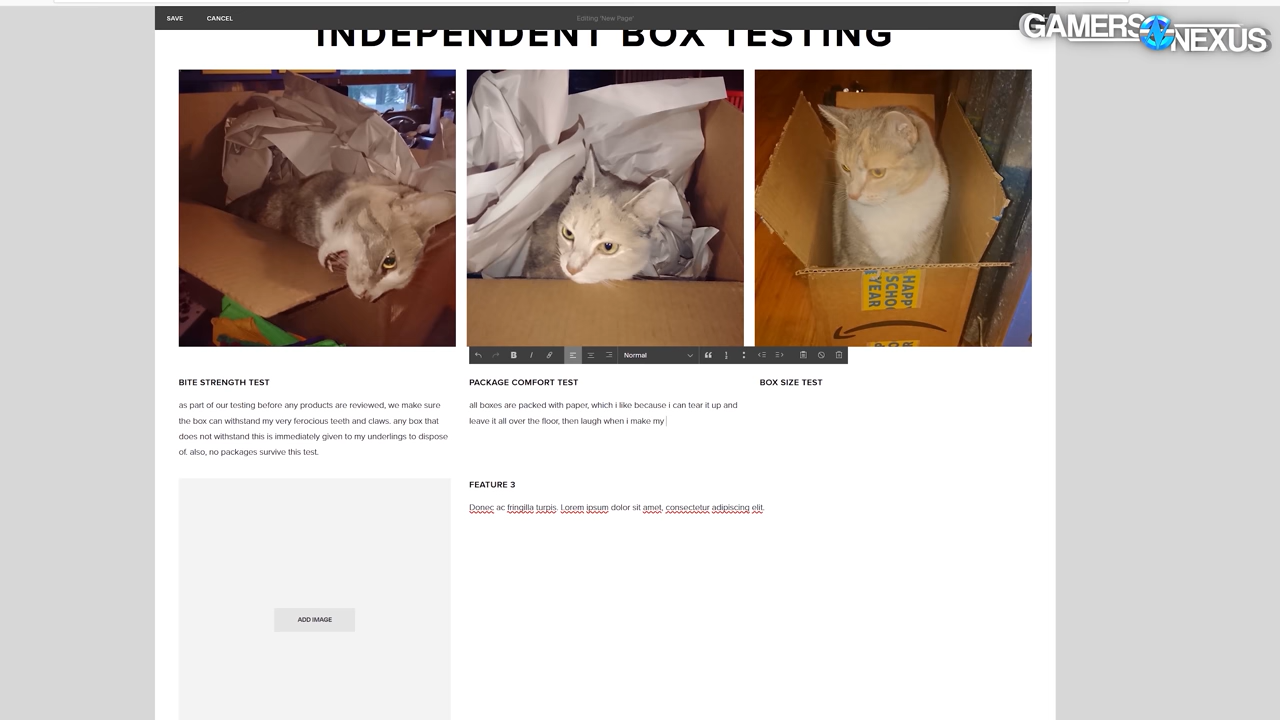 SAVE
CANCEL
Editing 'New Page'
GAMERS NEXUS
INDEPENDENT BOX TESTING
HAPPY
SCHO
YEAR
Normal
BITE STRENGTH TEST
as part of our testing before any products are reviewed, we make sure
the box can withstand my very ferocious teeth and claws. any box that
does not withstand this is immediately given to my underlings to dispose
of. also, no packages survive this test.
PACKAGE COMFORT TEST
all boxes are packed with paper, which i like because i can tear it up and
leave it all over the floor, then laugh when i make my
BOX SIZE TEST
FEATURE 3
Donec ac fringilla turpis. Lorem ipsum dolor sit amet, consectetur adipiscing elit.
ADD IMAGE